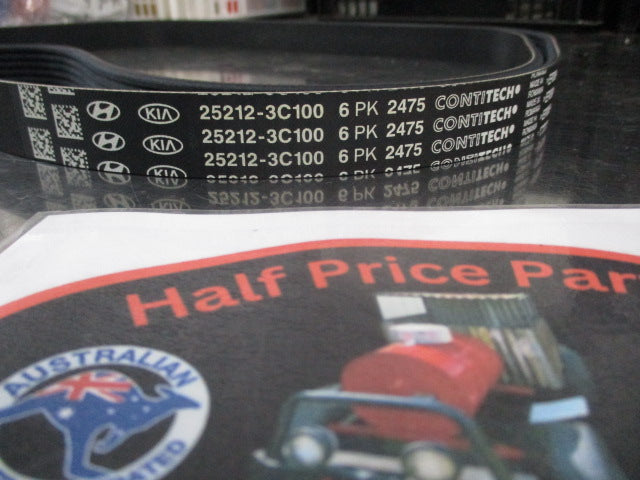 KIA 25212-3C100 6 PK 2475 CONTITECH
KIA 25212-3C100 6 PK 2475 CONTITECH
KIA 25212-3C100 6 PK 2475 CONTITECH
Half Price Par
AUSTRALIAN